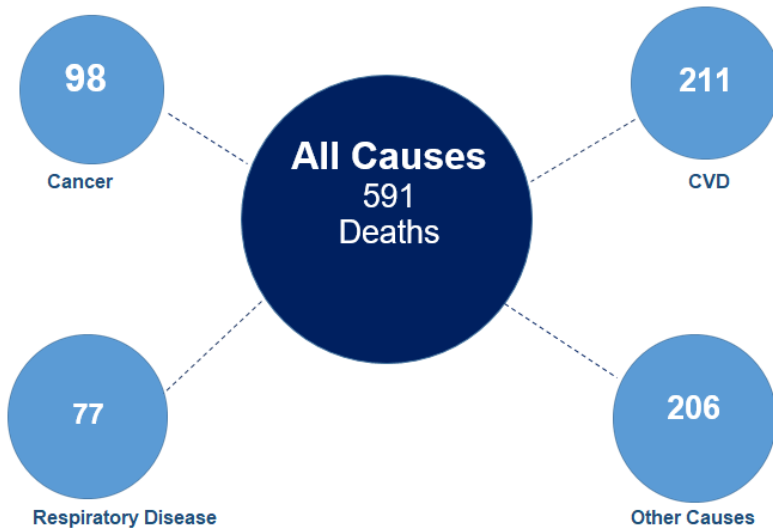 98
Cancer
211
CVD
All Causes
591
Deaths
77
Respiratory Disease
206
Other Causes